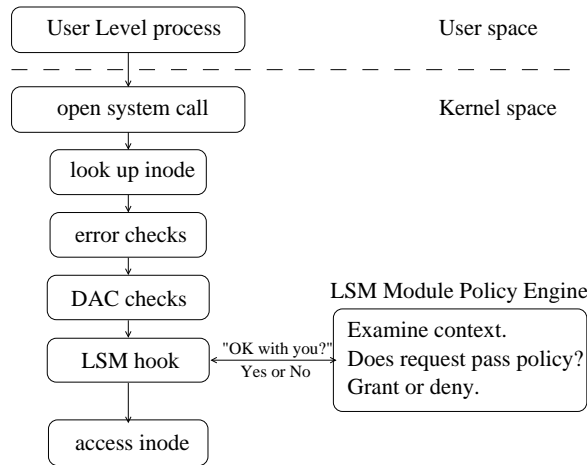 User Level process
User space
open system call
Kernel space
look up inode
error checks
DAC checks
LSM Module Policy Engine
LSM hook
"OK with you?"
Yes or No
Examine context.
Does request pass policy?
Grant or deny.
access inode